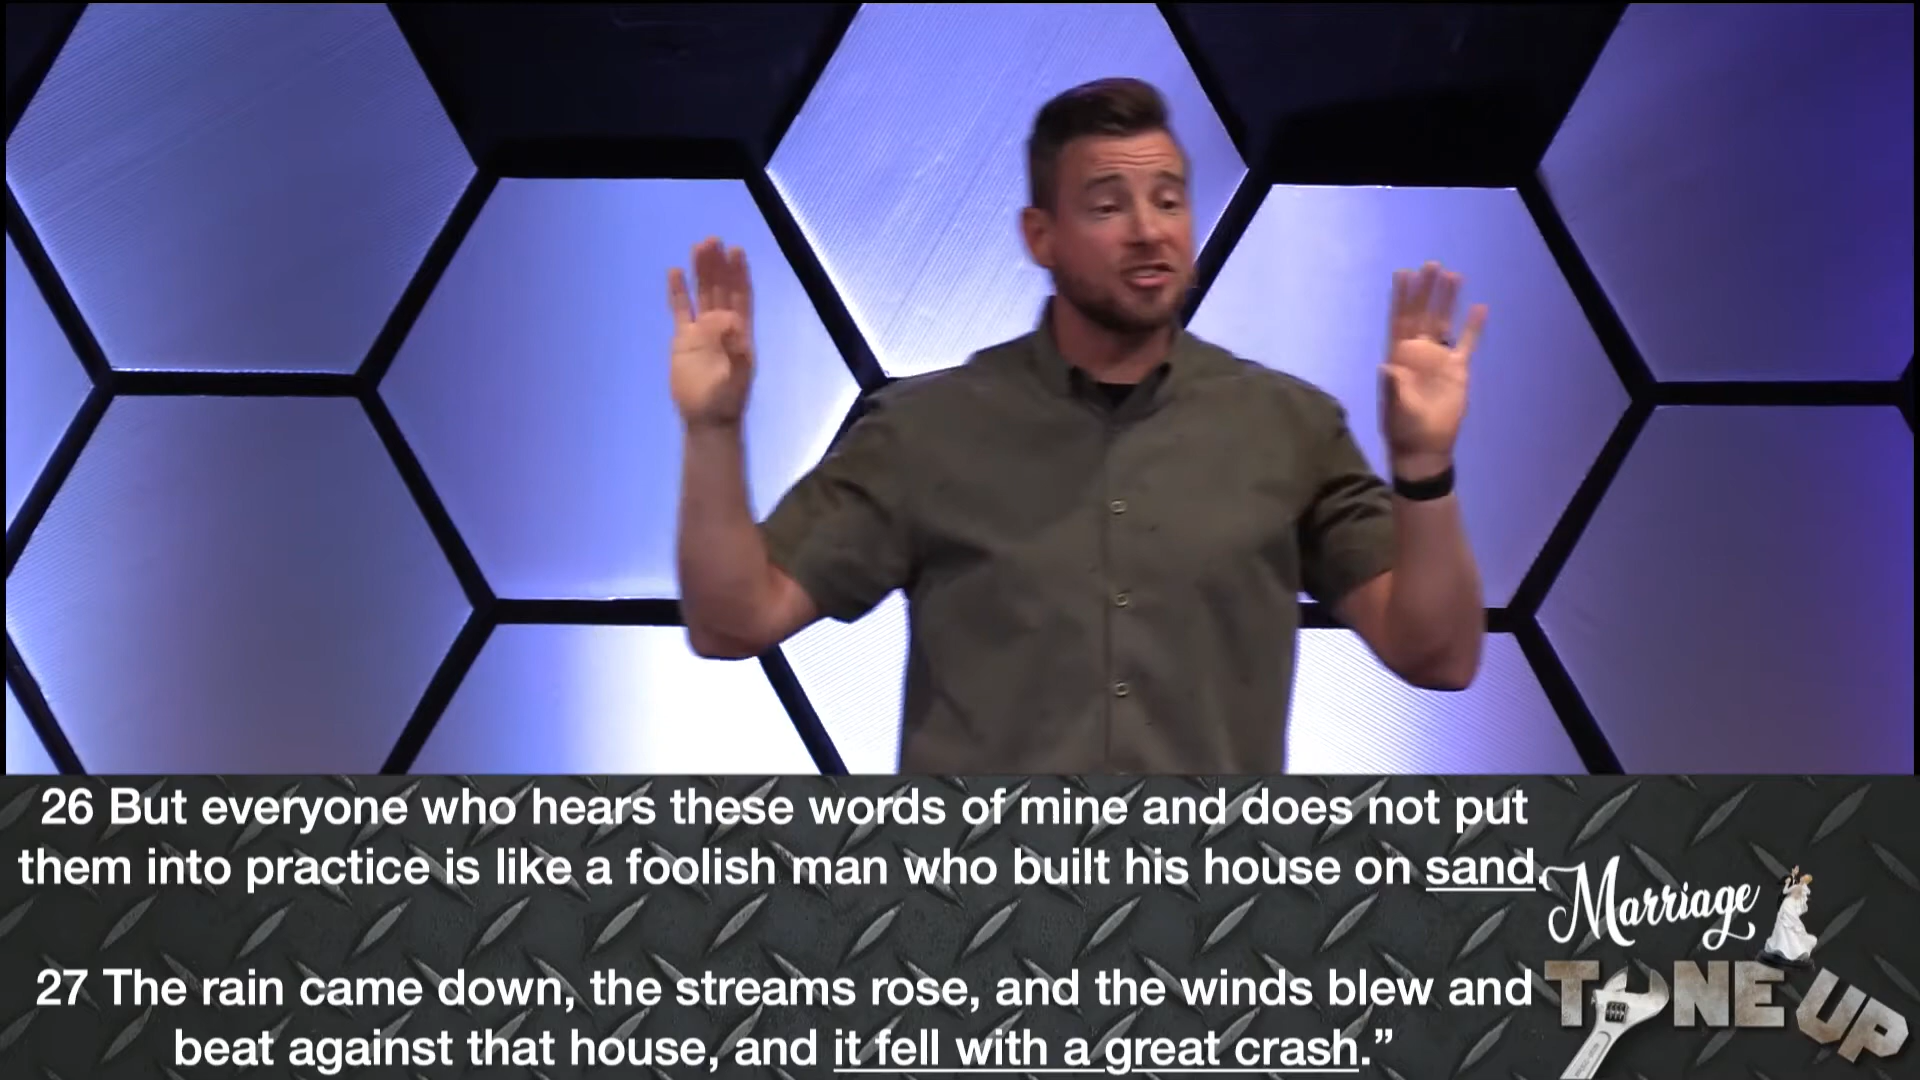 26 But everyone who hears these words of mine and does not put
them into practice is like a foolish man who built his house on sand.
27 The rain came down, the streams rose, and the winds blew and
beat against that house, and it fell with a great crash.”
Marriage
TUNE UP